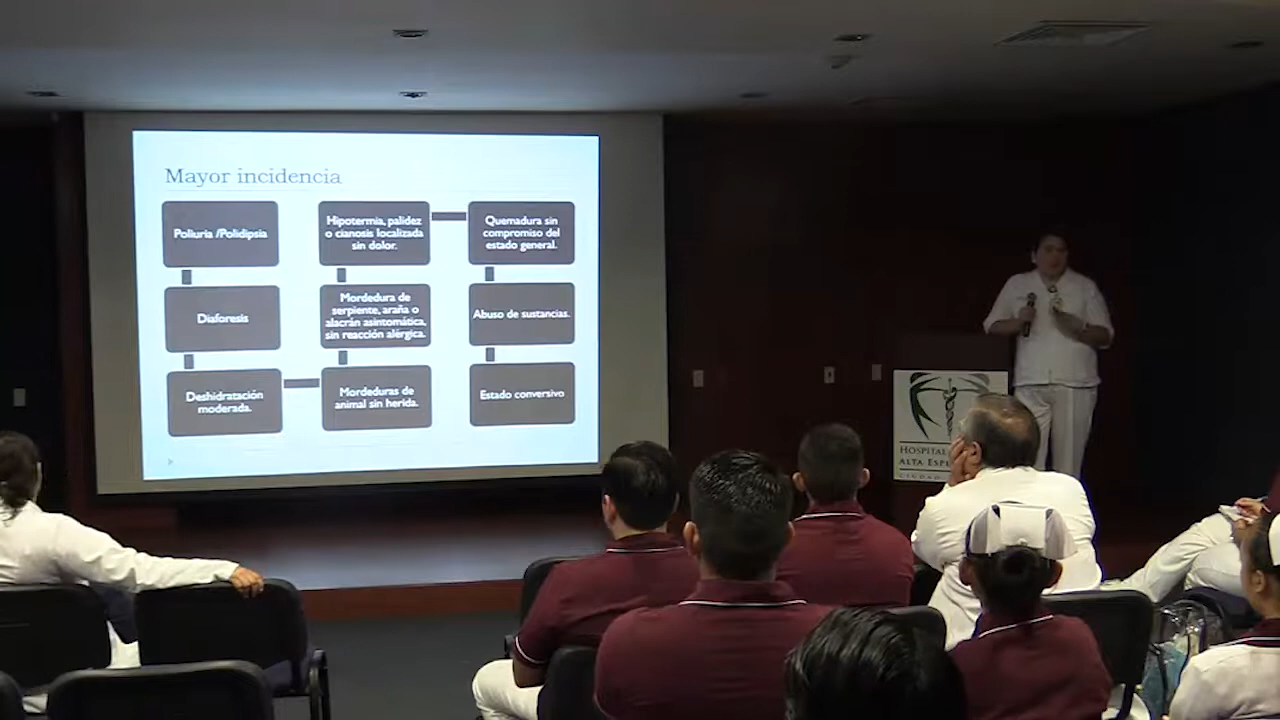 Mayor incidencia
Poliuria /Polidipsia
Diaforesis
Deshidratación
moderada.
Hipotermia, palidez
o cianosis localizada
sin dolor.
Mordedura de
serpiente, araña o
alacrán asintomática,
sin reacción alérgica.
Mordeduras de
animal sin herida.
Quemadura sin
compromiso del
estado general.
Abuso de sustancias.
Estado conversivo
HOSPITAL
ALTA ESPE
CIUDAD